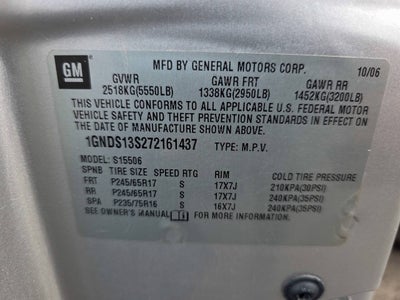 GM
MFD BY GENERAL MOTORS CORP. 10/06
GVWR GAWR FRT GAWR RR
2518KG(5550LB) 1338KG(2950LB) 1452KG(3200LB)
THIS VEHICLE CONFORMS TO ALL APPLICABLE U.S. FEDERAL MOTOR
VEHICLE SAFETY AND THEFT PREVENTION STANDARDS IN EFFECT ON
THE DATE OF MANUFACTURE SHOWN ABOVE.
1GNDS13S272161437 TYPE: M.P.V.
MODEL: S15506
SPNB TIRE SIZE SPEED RTG RIM COLD TIRE PRESSURE
FRT P245/65R17 S 17X7J 210KPA(30PSI)
RR P245/65R17 S 17X7J 240KPA(35PSI)
SPA P235/75R16 S 16X7J 240KPA(35PSI)
SEE OWNER'S MANUAL FOR MORE INFORMATION.